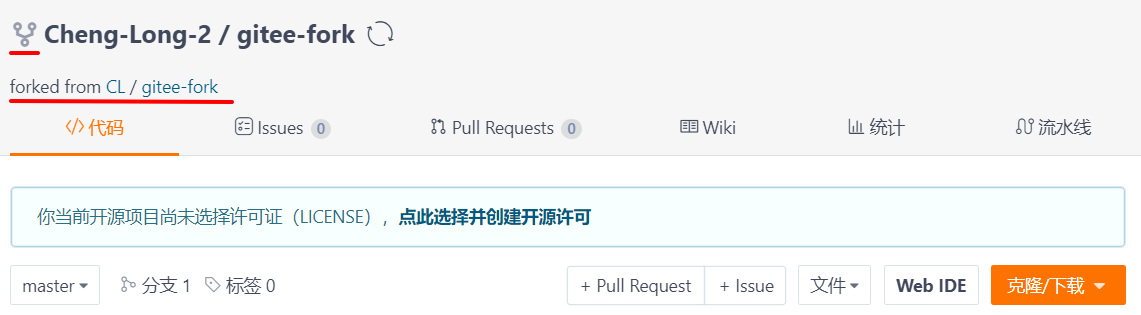 Cheng-Long-2 / gitee-fork
forked from CL / gitee-fork
代码 Issues 0 Pull Requests 0 Wiki 统计 流水线
你当前开源项目尚未选择许可证（LICENSE），点此选择并创建开源许可
master 分支 1 标签 0 + Pull Request + Issue 文件 Web IDE 克隆/下载